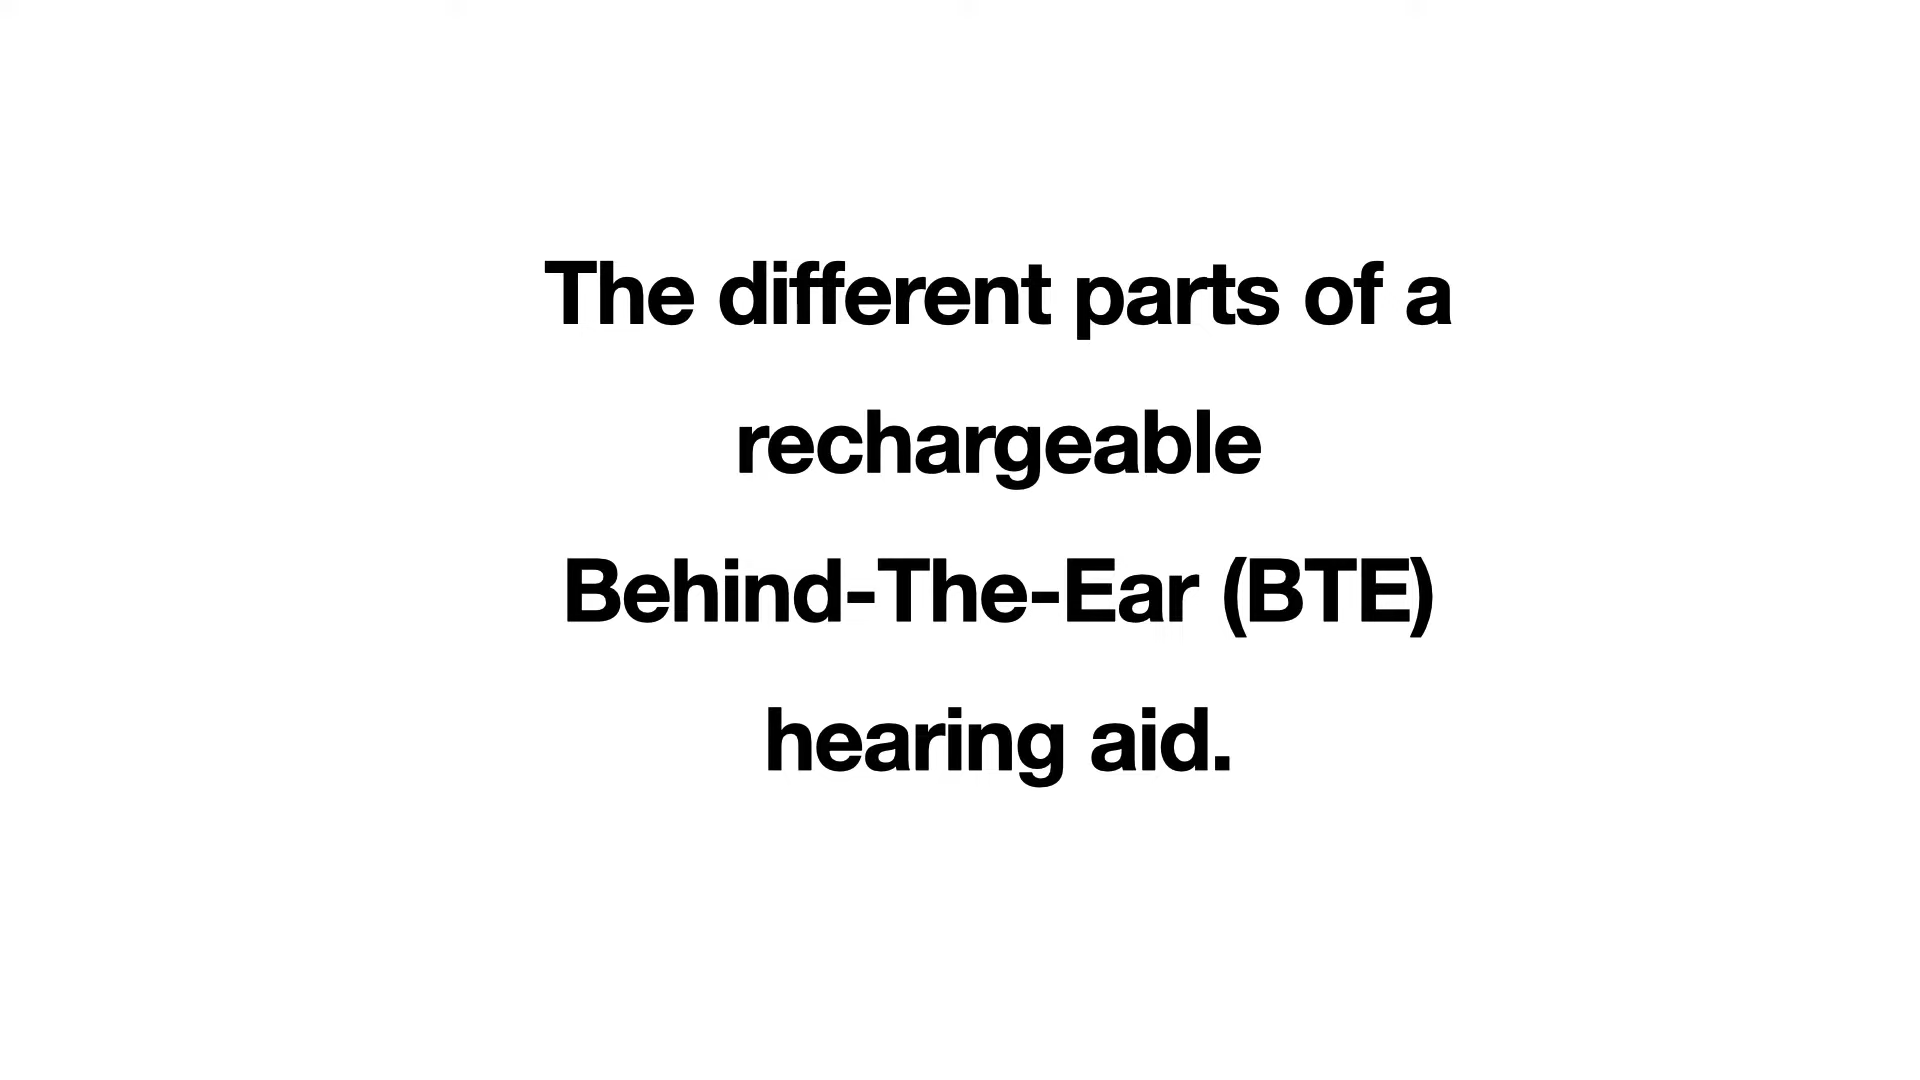 The different parts of a
rechargeable
Behind-The-Ear (BTE)
hearing aid.